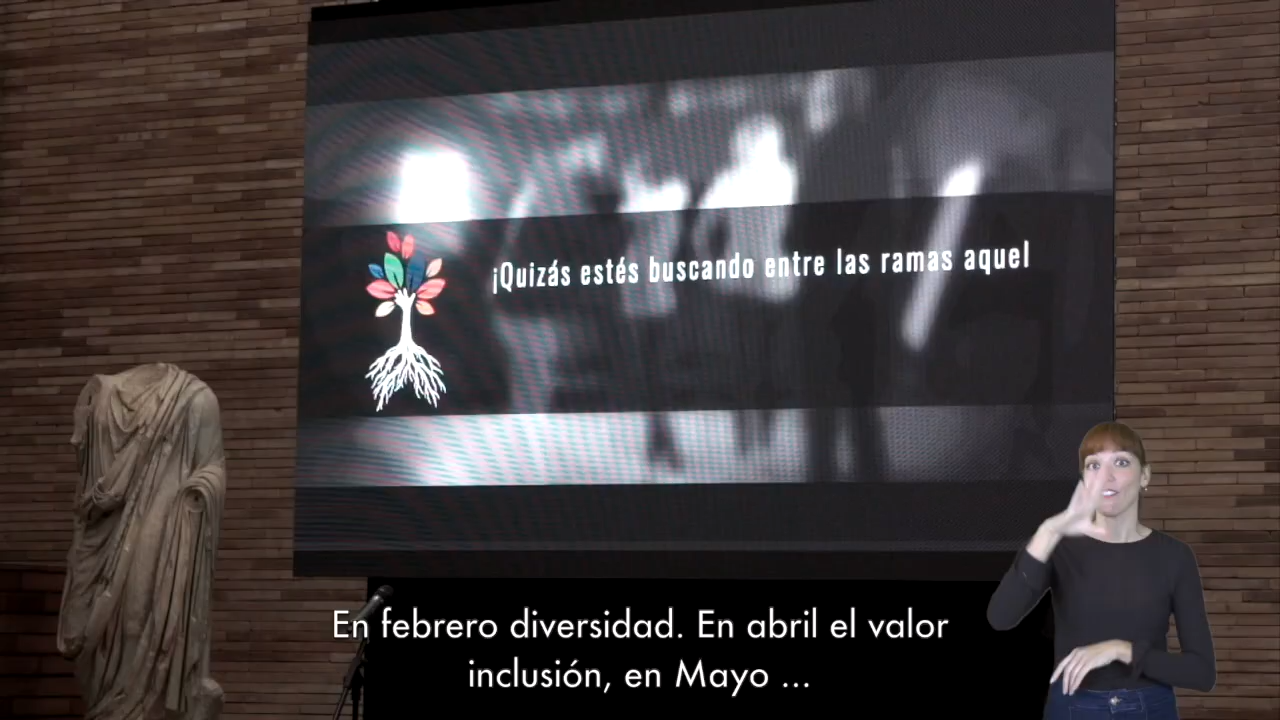 ¡Quizás estés buscando entre las ramas aquel
En febrero diversidad. En abril el valor
inclusión, en Mayo ...